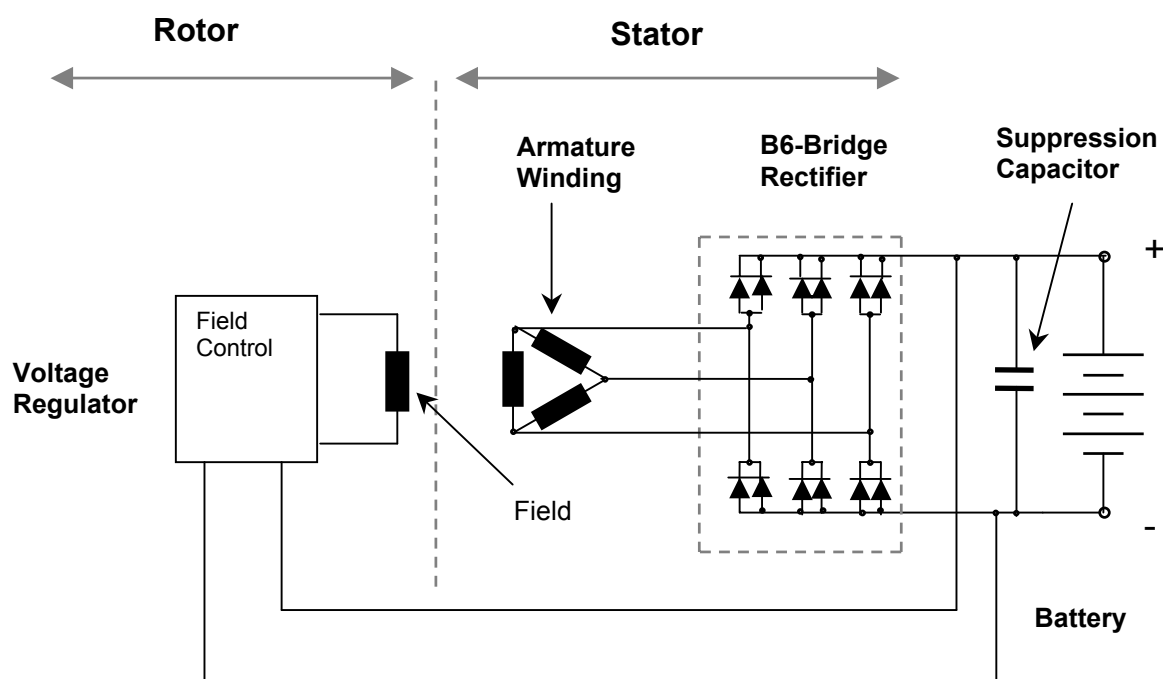 Rotor
Stator
Armature
Winding
B6-Bridge
Rectifier
Suppression
Capacitor
+
Field
Control
Voltage
Regulator
Field
-
Battery